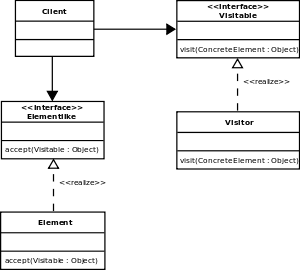 Client
<<Interface>>
Visitable
visit(ConcreteElement : Object)
<<realize>>
<<Interface>>
Elementlike
accept(Visitable : Object)
Visitor
visit(ConcreteElement : Object)
<<realize>>
Element
accept(Visitable : Object)